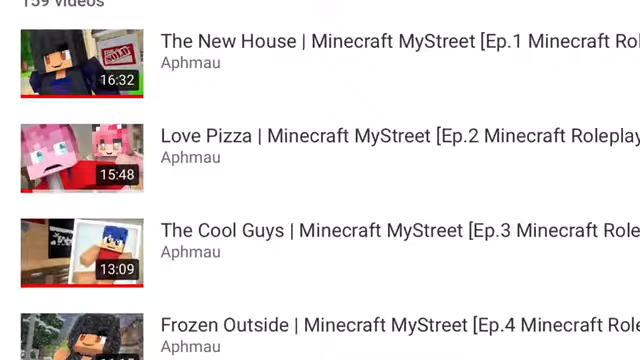 159 videos
The New House | Minecraft MyStreet [Ep.1 Minecraft Rol
Aphmau
16:32
Love Pizza | Minecraft MyStreet [Ep.2 Minecraft Roleplay
Aphmau
15:48
The Cool Guys | Minecraft MyStreet [Ep.3 Minecraft Role
Aphmau
13:09
Frozen Outside | Minecraft MyStreet [Ep.4 Minecraft Role
Aphmau